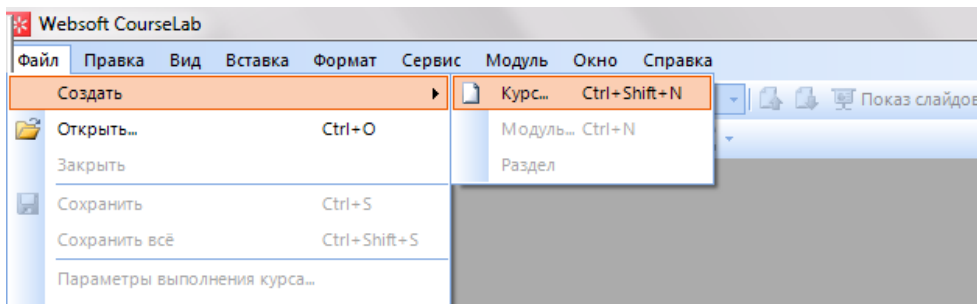 Websoft CourseLab
Файл Правка Вид Вставка Формат Сервис Модуль Окно Справка
Создать Курс... Ctrl+Shift+N Показ слайдов
Открыть... Ctrl+O Модуль... Ctrl+N
Закрыть Раздел
Сохранить Ctrl+S
Сохранить всё Ctrl+Shift+S
Параметры выполнения курса...